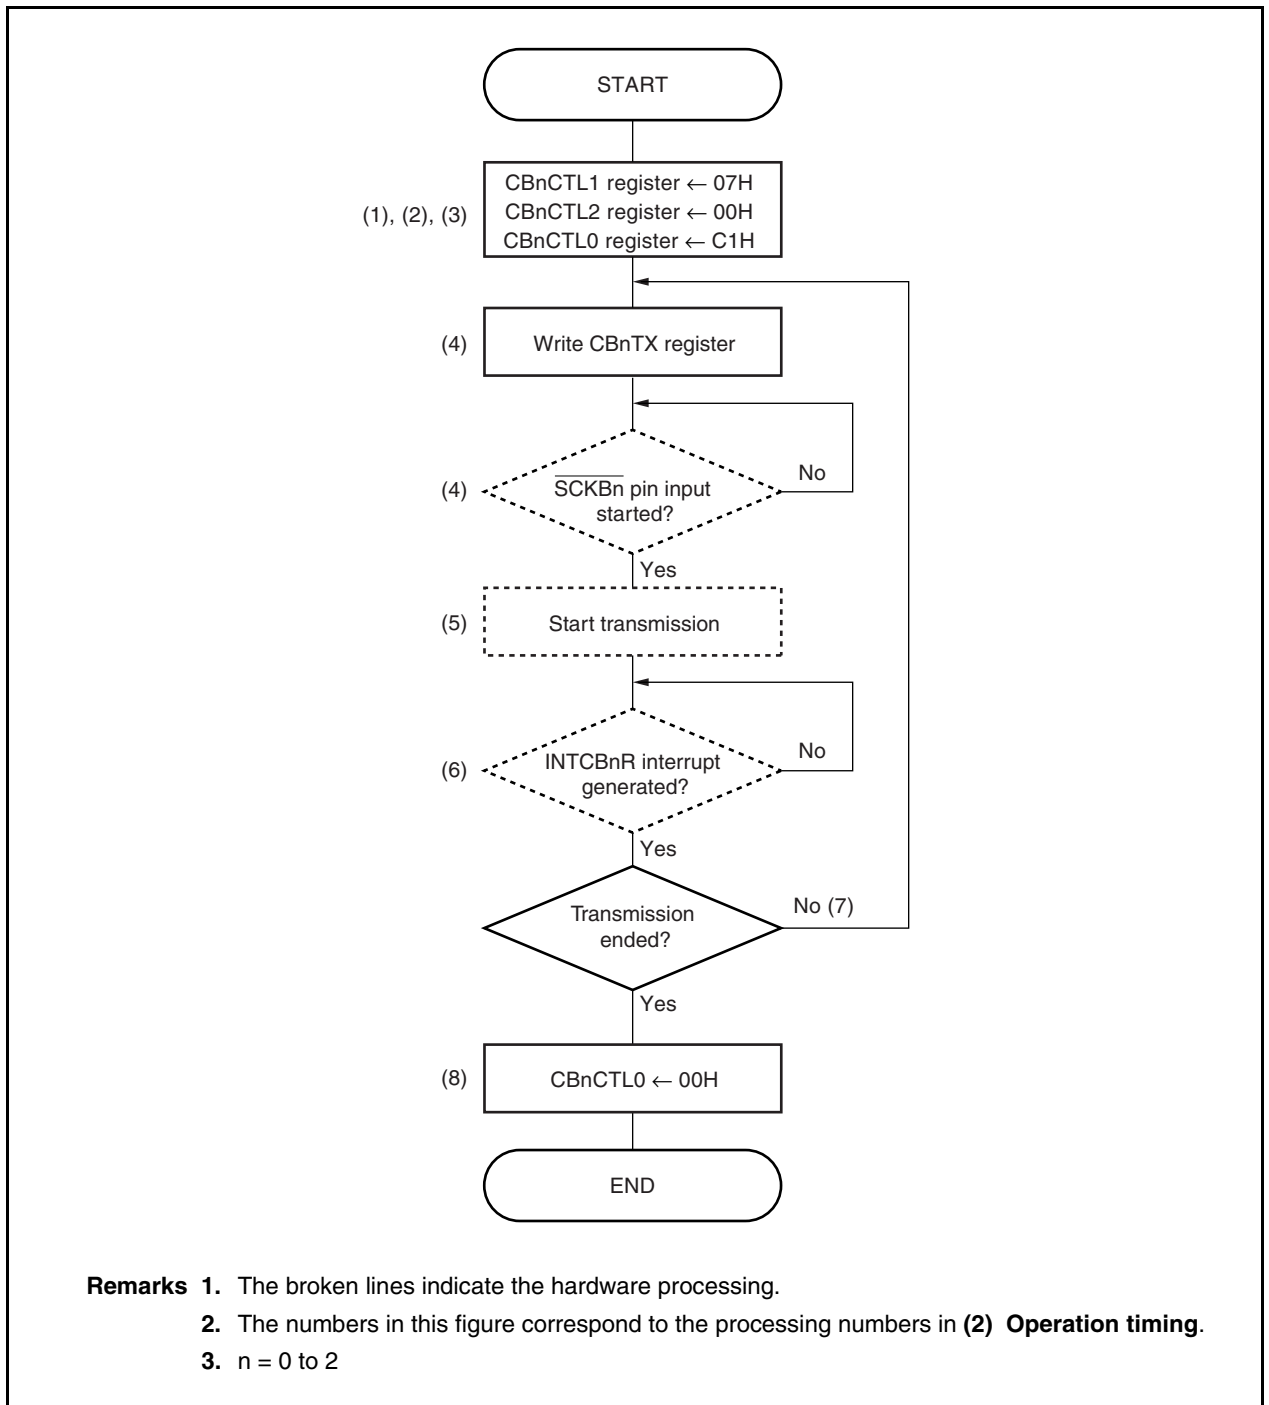 START
CBnCTL1 register ← 07H
CBnCTL2 register ← 00H
(1), (2), (3)
CBnCTL0 register ← C1H
(4)
Write CBnTX register
(4)
SCKBn pin input
started?
No
Yes
(5)
Start transmission
(6)
INTCBnR interrupt
generated?
No
Yes
Transmission
ended?
No (7)
Yes
(8)
CBnCTL0 ← 00H
END
Remarks 1. The broken lines indicate the hardware processing.
2. The numbers in this figure correspond to the processing numbers in (2) Operation timing.
3. n = 0 to 2